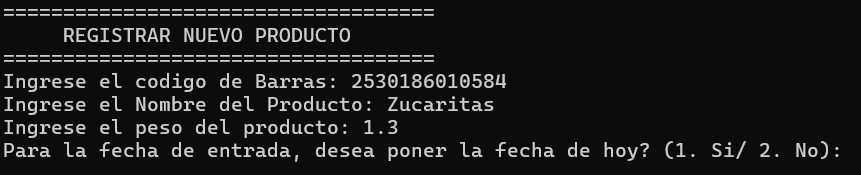 ====================================
REGISTRAR NUEVO PRODUCTO
====================================
Ingrese el codigo de Barras: 2530186010584
Ingrese el Nombre del Producto: Zucaritas
Ingrese el peso del producto: 1.3
Para la fecha de entrada, desea poner la fecha de hoy? (1. Si/ 2. No):